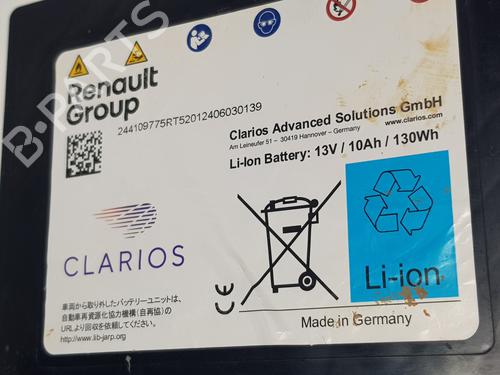 B-PARTS
Renault
Group
244109775RT52012406030139
Clarios Advanced Solutions GmbH
Am Leineufer 51 – 30419 Hannover – Germany
www.clarios.com
Li-Ion Battery: 13V / 10Ah / 130Wh
CLARIOS
Li-ion
車両から取り外したバッテリーユニットは、
自動車再資源化協力機構（自再協）の
URLより回収を依頼してください。
http://www.lib-jarp.org
CE
Made in Germany